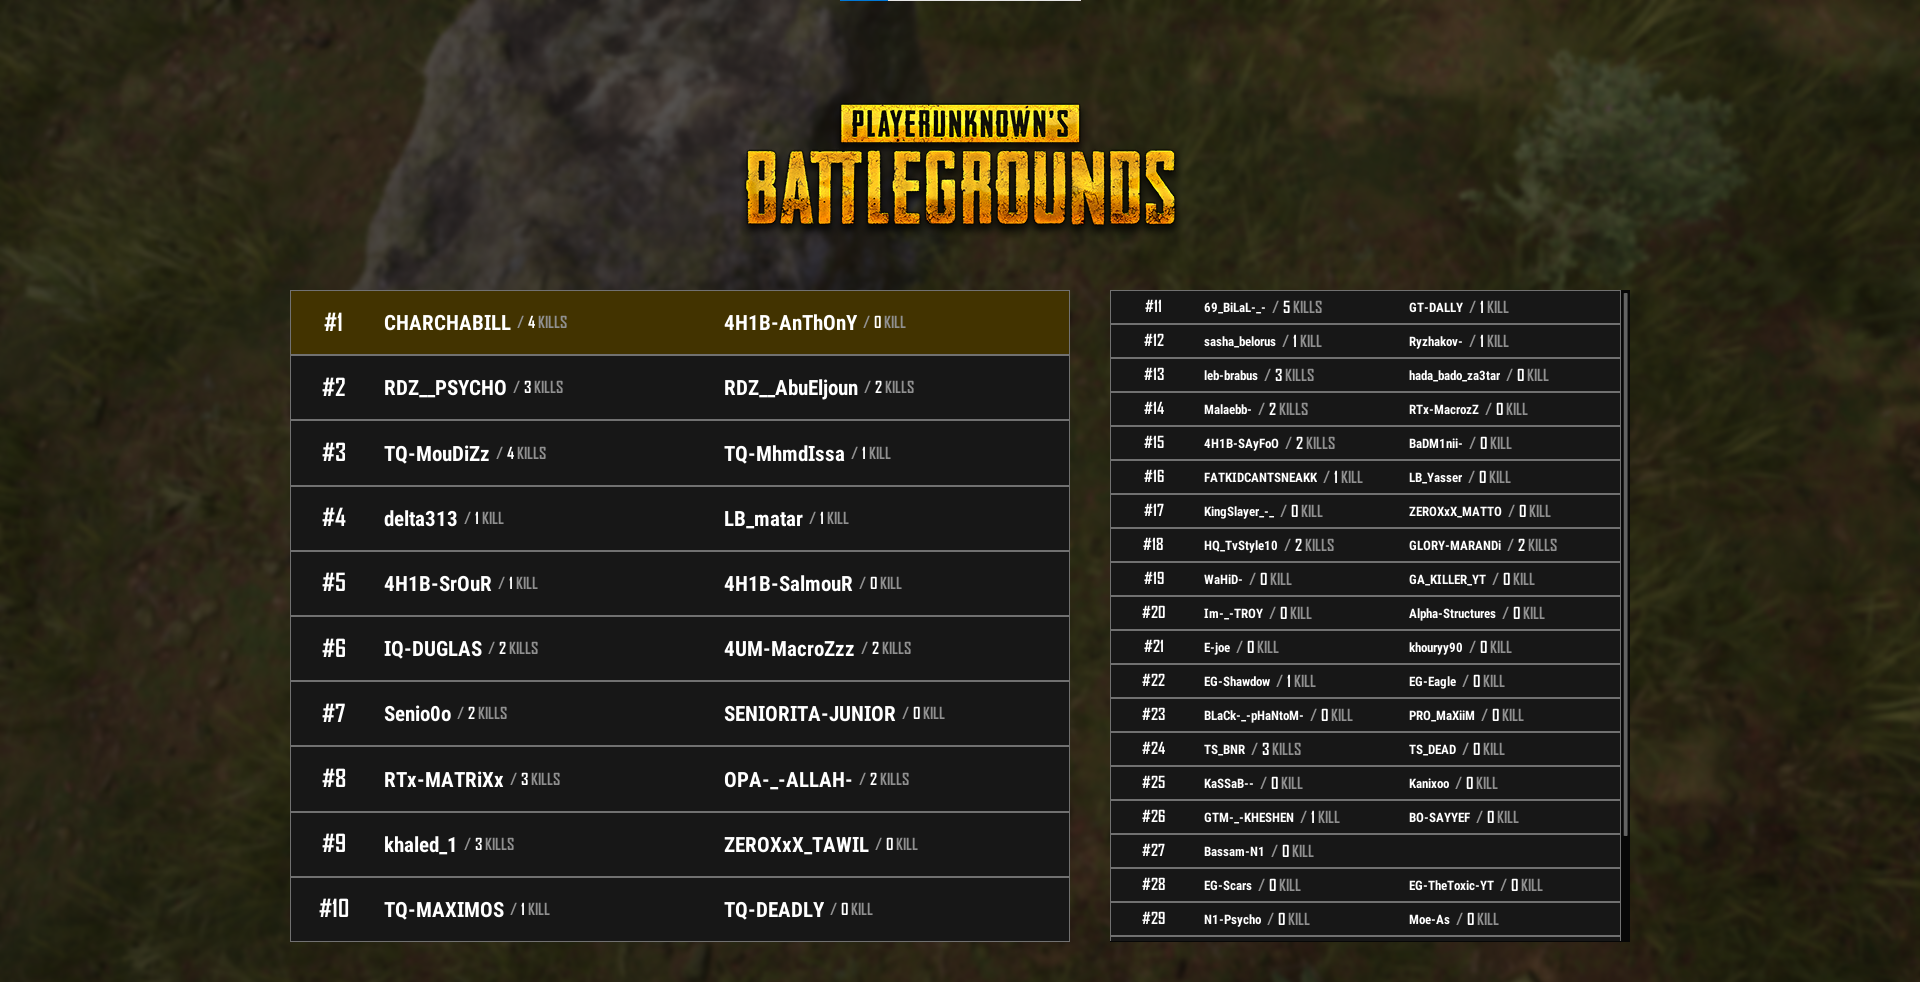 PLAYERUNKNOWN'S
BATTLEGROUNDS
#1 CHARCHABILL / 4 KILLS 4H1B-AnThOnY / 0 KILL
#2 RDZ__PSYCHO / 3 KILLS RDZ__AbuEljoun / 2 KILLS
#3 TQ-MouDiZz / 4 KILLS TQ-MhmdIssa / 1 KILL
#4 delta313 / 1 KILL LB_matar / 1 KILL
#5 4H1B-SrOuR / 1 KILL 4H1B-SalmouR / 0 KILL
#6 IQ-DUGLAS / 2 KILLS 4UM-MacroZzz / 2 KILLS
#7 Senio0o / 2 KILLS SENIORITA-JUNIOR / 0 KILL
#8 RTx-MATRiXx / 3 KILLS OPA-_-ALLAH- / 2 KILLS
#9 khaled_1 / 3 KILLS ZEROXxX_TAWIL / 0 KILL
#10 TQ-MAXIMOS / 1 KILL TQ-DEADLY / 0 KILL
#11 69_BiLaL-_- / 5 KILLS GT-DALLY / 1 KILL
#12 sasha_belorus / 1 KILL Ryzhakov- / 1 KILL
#13 leb-brabus / 3 KILLS hada_bado_za3tar / 0 KILL
#14 Malaebb- / 2 KILLS RTx-MacrozZ / 0 KILL
#15 4H1B-SAyFoO / 2 KILLS BaDM1nii- / 0 KILL
#16 FATKIDCANTSNEAKK / 1 KILL LB_Yasser / 0 KILL
#17 KingSlayer_-_ / 0 KILL ZEROXxX_MATTO / 0 KILL
#18 HQ_TvStyle10 / 2 KILLS GLORY-MARANDi / 2 KILLS
#19 WaHiD- / 0 KILL GA_KILLER_YT / 0 KILL
#20 Im-_-TROY / 0 KILL Alpha-Structures / 0 KILL
#21 E-joe / 0 KILL khouryy90 / 0 KILL
#22 EG-Shawdow / 1 KILL EG-Eagle / 0 KILL
#23 BLaCk-_-pHaNtoM- / 0 KILL PRO_MaXiiM / 0 KILL
#24 TS_BNR / 3 KILLS TS_DEAD / 0 KILL
#25 KaSSaB-- / 0 KILL Kanixoo / 0 KILL
#26 GTM-_-KHESHEN / 1 KILL BO-SAYYEF / 0 KILL
#27 Bassam-N1 / 0 KILL
#28 EG-Scars / 0 KILL EG-TheToxic-YT / 0 KILL
#29 N1-Psycho / 0 KILL Moe-As / 0 KILL